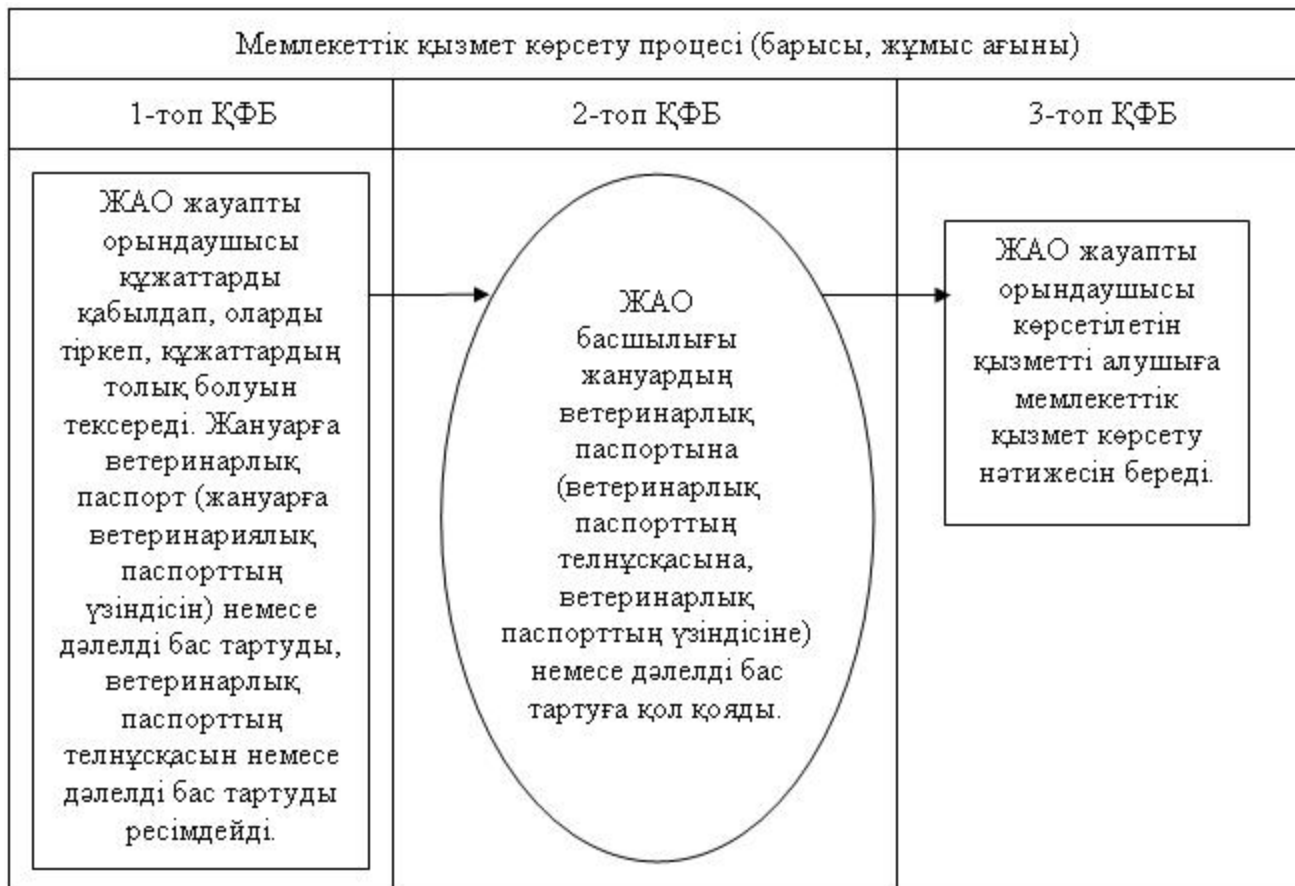 Мемлекеттік қызмет көрсету процесі (барысы, жұмыс ағыны)
1-топ ҚФБ
2-топ ҚФБ
3-топ ҚФБ
ЖАО жауапты
орындаушысы
құжаттарды
қабылдап, оларды
тіркеп, құжаттардың
толық болуын
тексереді. Жануарға
ветеринарлық
паспорт (жануарға
ветеринариялық
паспорттың
үзіндісін) немесе
дәлелді бас тартуды,
ветеринарлық
паспорттың
телнұсқасын немесе
дәлелді бас тартуды
ресімдейді.
ЖАО
басшылығы
жануардың
ветеринарлық
паспортына
(ветеринарлық
паспорттың
телнұсқасына,
ветеринарлық
паспорттың үзіндісіне)
немесе дәлелді бас
тартуға қол қояды.
ЖАО жауапты
орындаушысы
көрсетілетін
қызметті алушыға
мемлекеттік
қызмет көрсету
нәтижесін береді.